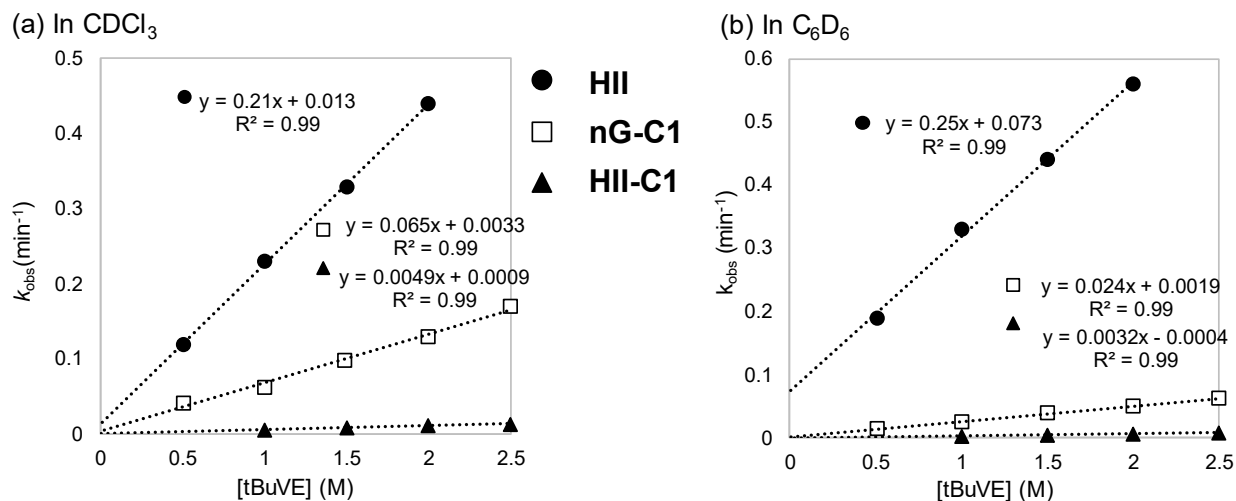 (a) In CDCl₃
0.5
0.4
0.3
0.2
0.1
0
k_obs(min⁻¹)
y = 0.21x + 0.013
R² = 0.99
y = 0.065x + 0.0033
R² = 0.99
y = 0.0049x + 0.0009
R² = 0.99
0 0.5 1 1.5 2 2.5
[tBuVE] (M)
HII
nG-C1
HII-C1
(b) In C₆D₆
0.6
0.5
0.4
0.3
0.2
0.1
0
k_obs (min⁻¹)
y = 0.25x + 0.073
R² = 0.99
y = 0.024x + 0.0019
R² = 0.99
y = 0.0032x - 0.0004
R² = 0.99
0 0.5 1 1.5 2 2.5
[tBuVE] (M)